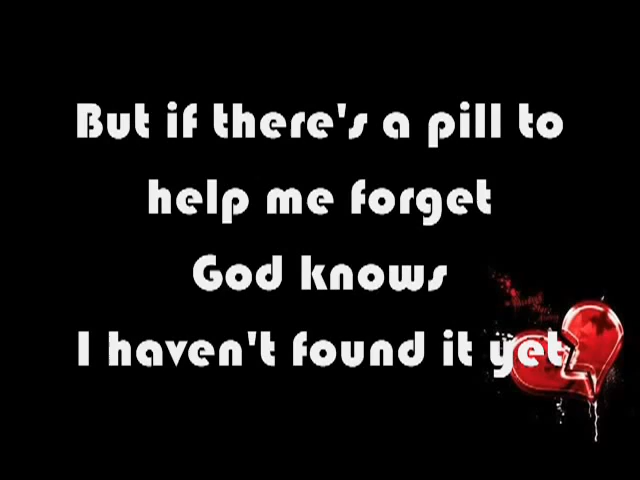 But if there's a pill to
help me forget
God knows
I haven't found it yet